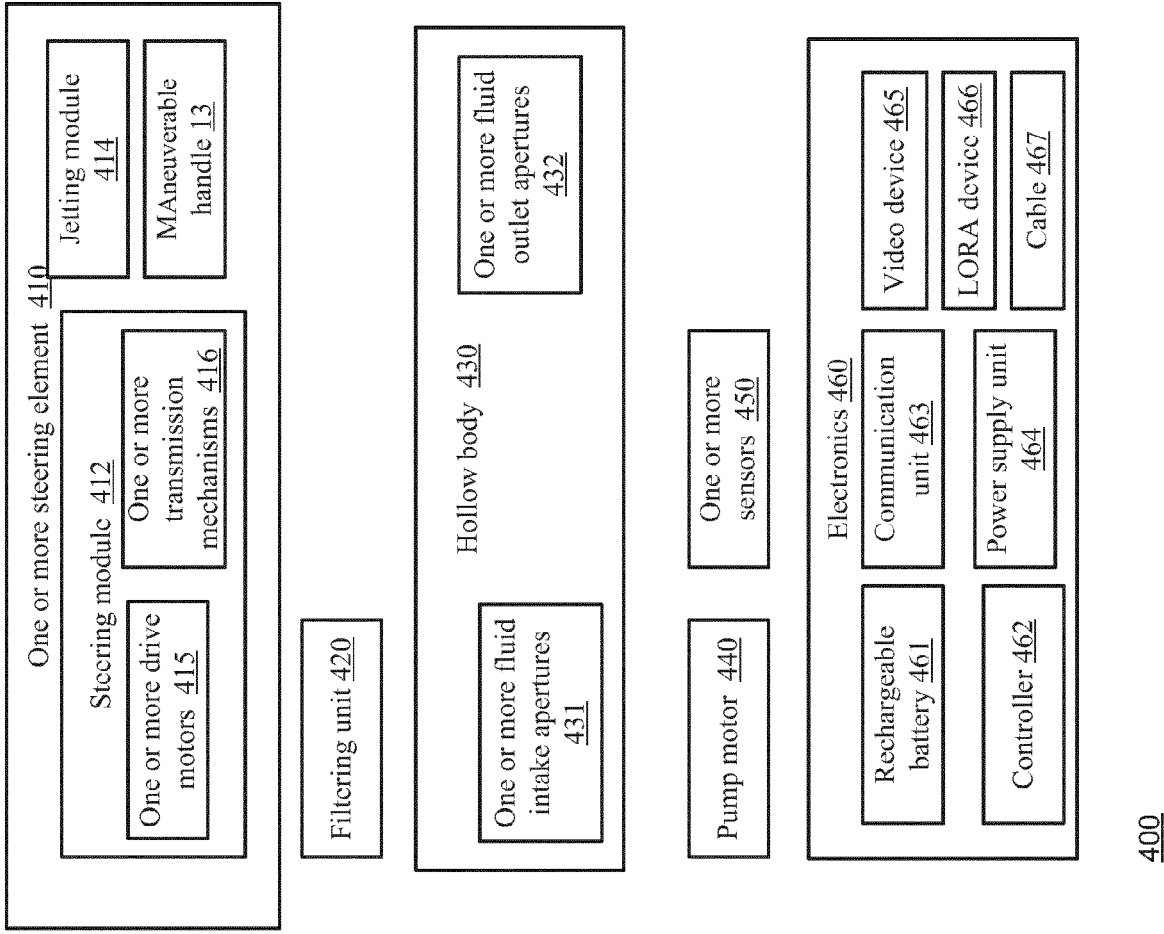 One or more steering element 410
Steering module 412
One or more drive
motors 415
One or more
transmission
mechanisms 416
Jetting module
414
MAneuverable
handle 13
Filtering unit 420
Hollow body 430
One or more fluid
intake apertures
431
One or more fluid
outlet apertures
432
Pump motor 440
One or more
sensors 450
Electronics 460
Rechargeable
battery 461
Communication
unit 463
Video device 465
LORA device 466
Controller 462
Power supply unit
464
Cable 467
400